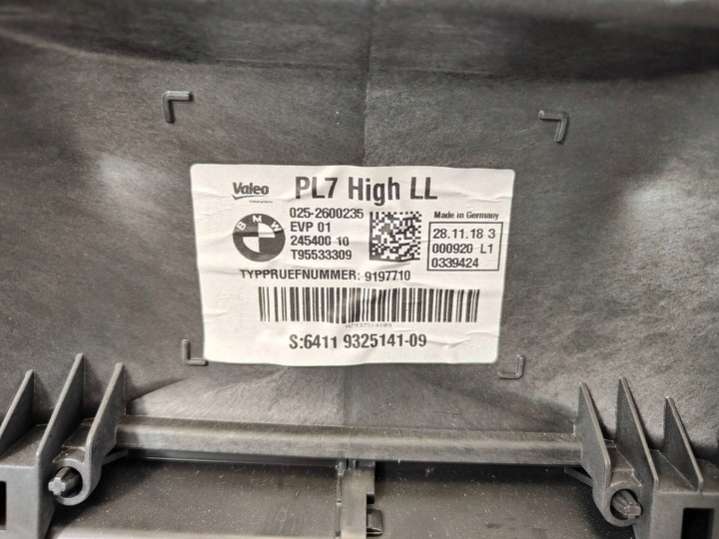 Valeo
PL7 High LL
BMW
025-2600235
EVP 01
245400 10
T95533309
Made in Germany
28.11.18 3
000920 L1
0339424
TYPPRUEFNUMMER: 9197710
S:6411 9325141-09